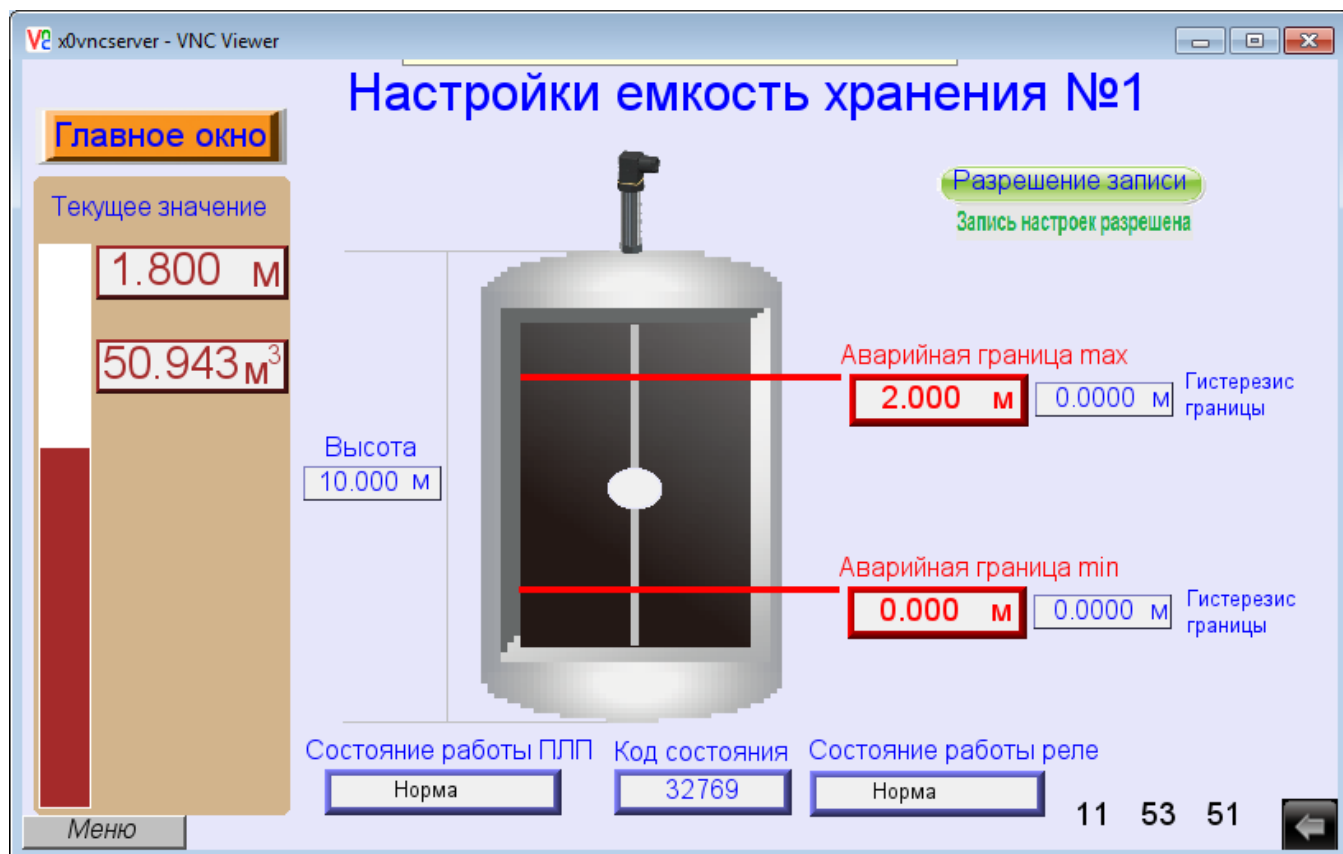 x0vncserver - VNC Viewer
Настройки емкость хранения №1
Главное окно
Разрешение записи
Запись настроек разрешена
Текущее значение
1.800 м
50.943 м³
Аварийная граница max
2.000 м
0.0000 м
Гистерезис
границы
Высота
10.000 м
Аварийная граница min
0.000 м
0.0000 м
Гистерезис
границы
Состояние работы ПЛП
Норма
Код состояния
32769
Состояние работы реле
Норма
11 53 51
Меню